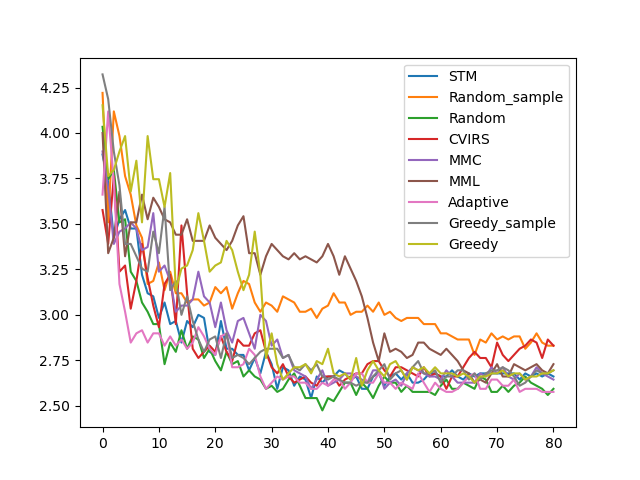 4.25
4.00
3.75
3.50
3.25
3.00
2.75
2.50
0 10 20 30 40 50 60 70 80
STM
Random_sample
Random
CVIRS
MMC
MML
Adaptive
Greedy_sample
Greedy